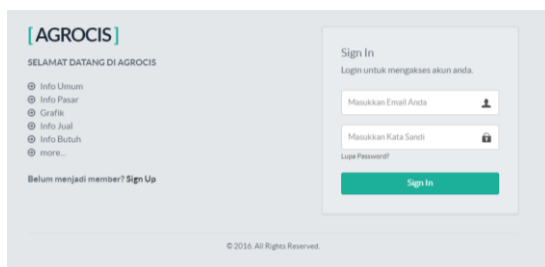 [ AGROCIS ]
SELAMAT DATANG DI AGROCIS
Info Umum
Info Pasar
Grafik
Info Jual
Info Butuh
more...
Belum menjadi member? Sign Up
Sign In
Login untuk mengakses akun anda.
Masukkan Email Anda
Masukkan Kata Sandi
Lupa Password?
Sign In
© 2016. All Rights Reserved.